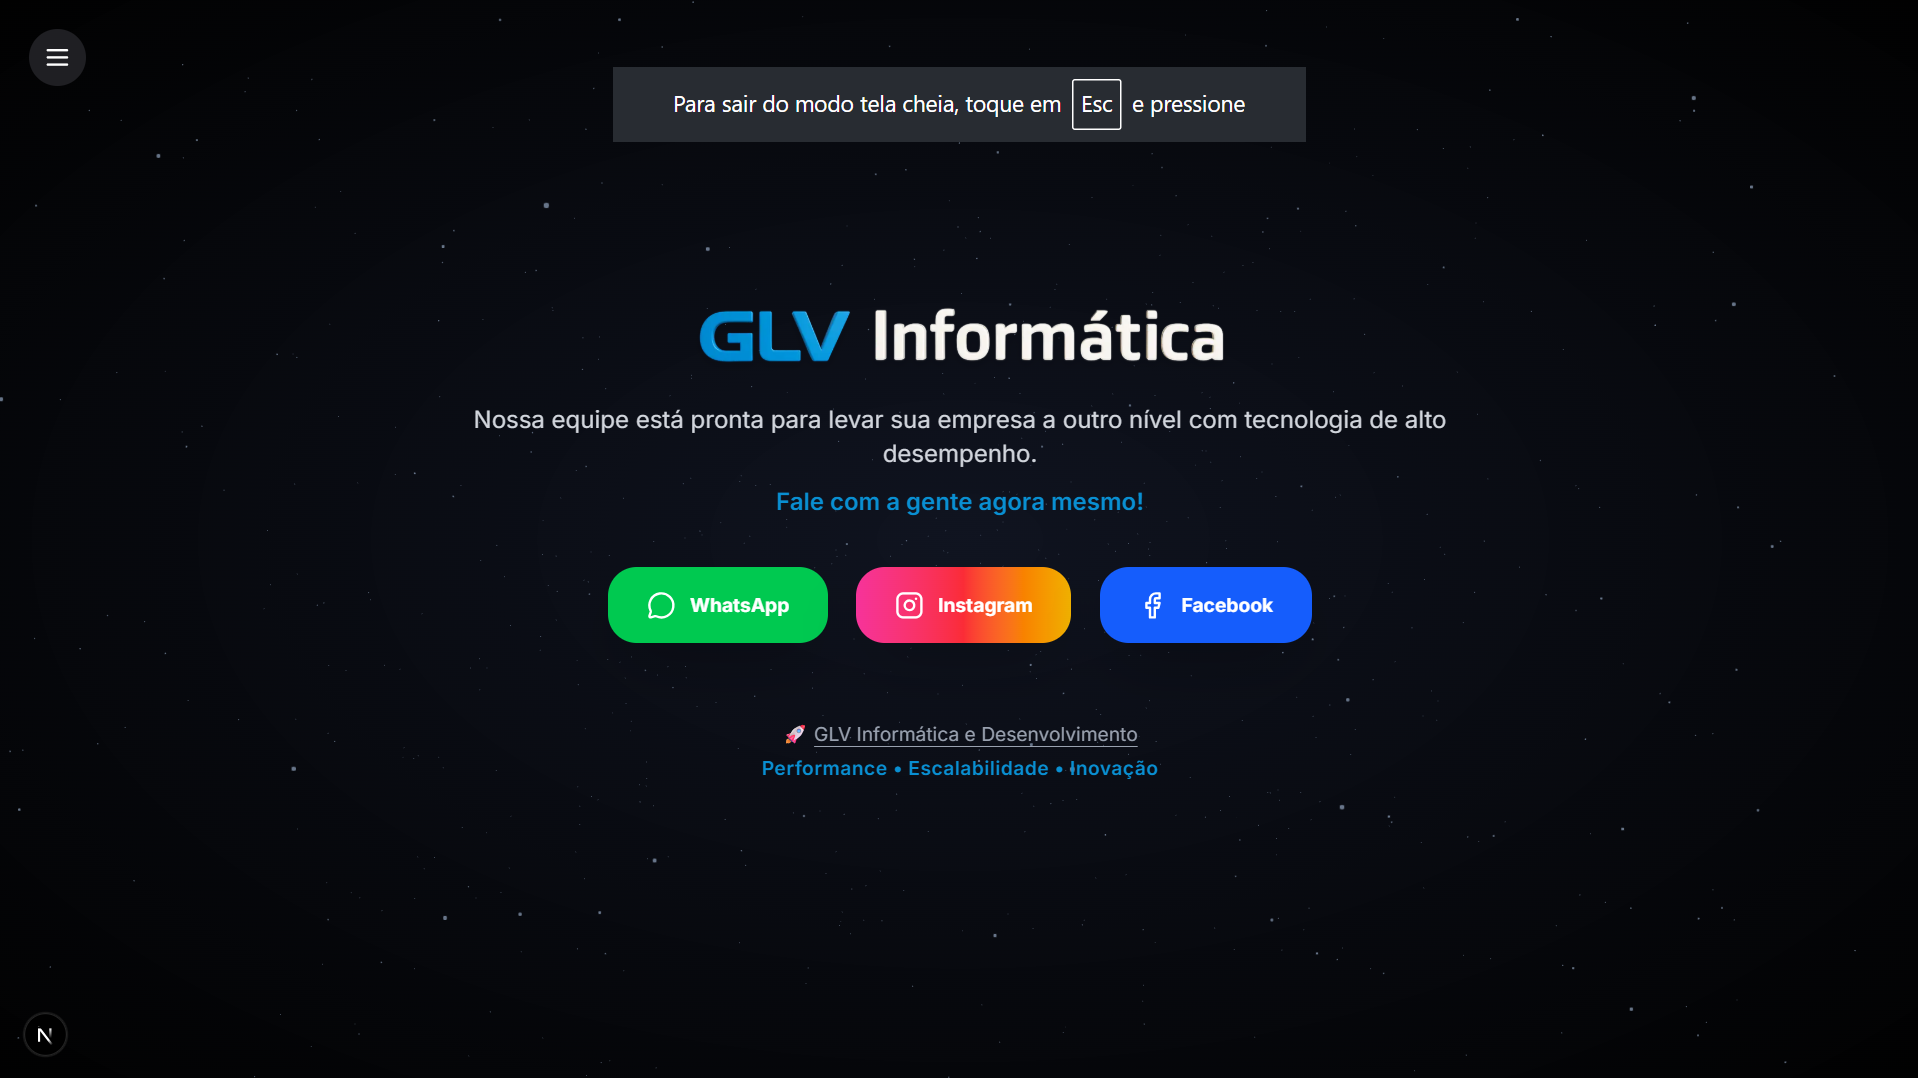 Para sair do modo tela cheia, toque em Esc e pressione
GLV Informática
Nossa equipe está pronta para levar sua empresa a outro nível com tecnologia de alto
desempenho.
Fale com a gente agora mesmo!
WhatsApp
Instagram
Facebook
🚀 GLV Informática e Desenvolvimento
Performance • Escalabilidade • Inovação
N